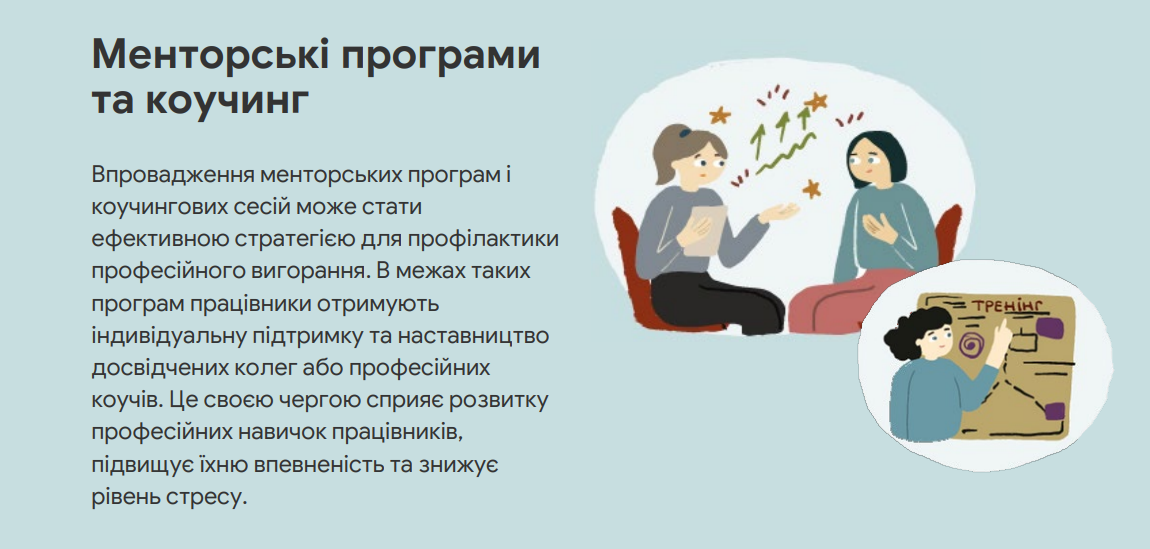 Менторські програми
та коучинг
Впровадження менторських програм і
коучингових сесій може стати
ефективною стратегією для профілактики
професійного вигорання. В межах таких
програм працівники отримують
індивідуальну підтримку та наставництво
досвідчених колег або професійних
коучів. Це своєю чергою сприяє розвитку
професійних навичок працівників,
підвищує їхню впевненість та знижує
рівень стресу.
ТРЕНІНГ